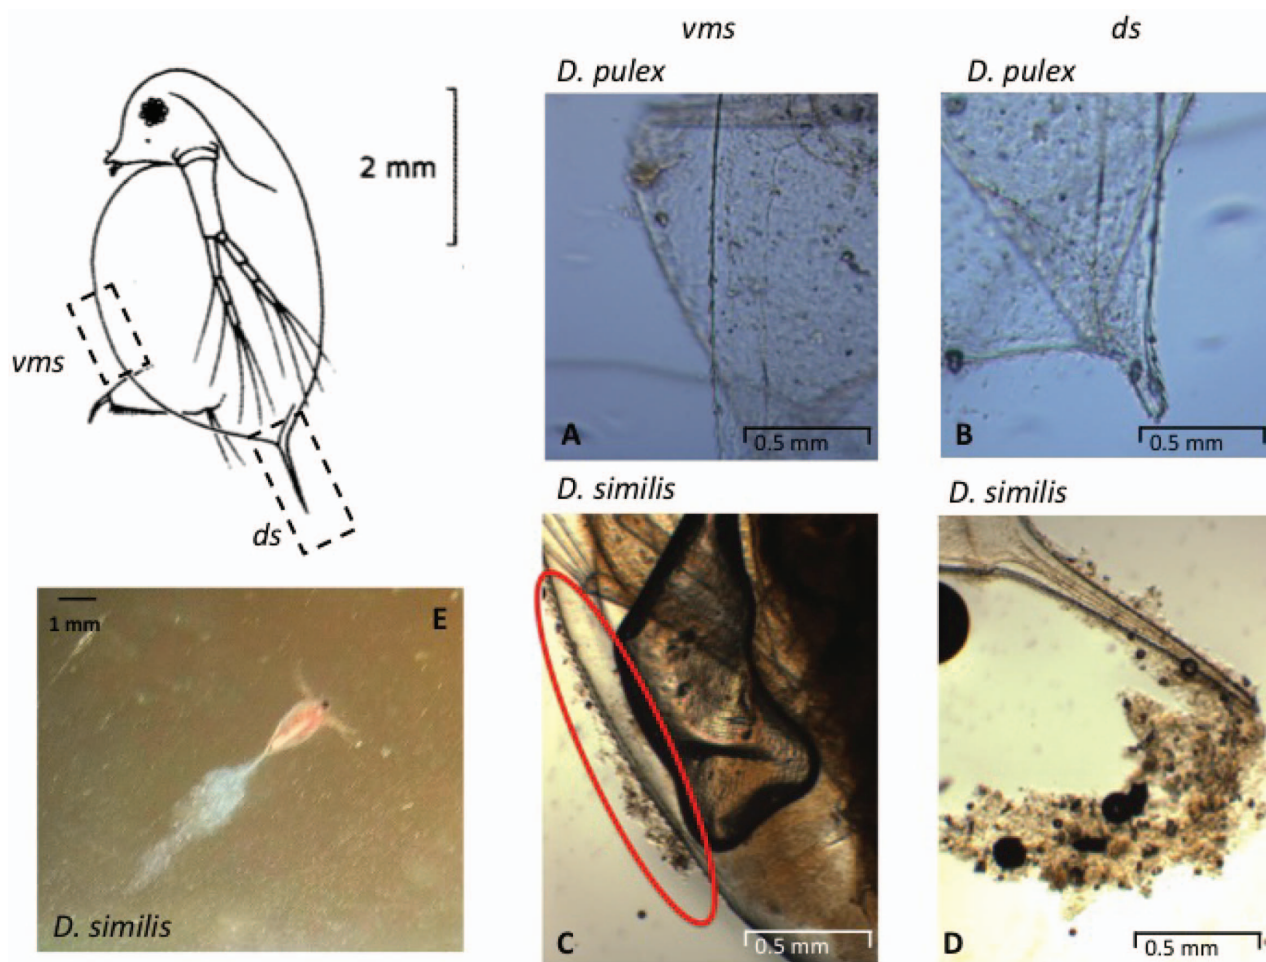 vms
ds
D. pulex
D. pulex
2 mm
vms
ds
A
0.5 mm
B
0.5 mm
D. similis
D. similis
1 mm
E
D. similis
C
0.5 mm
D
0.5 mm